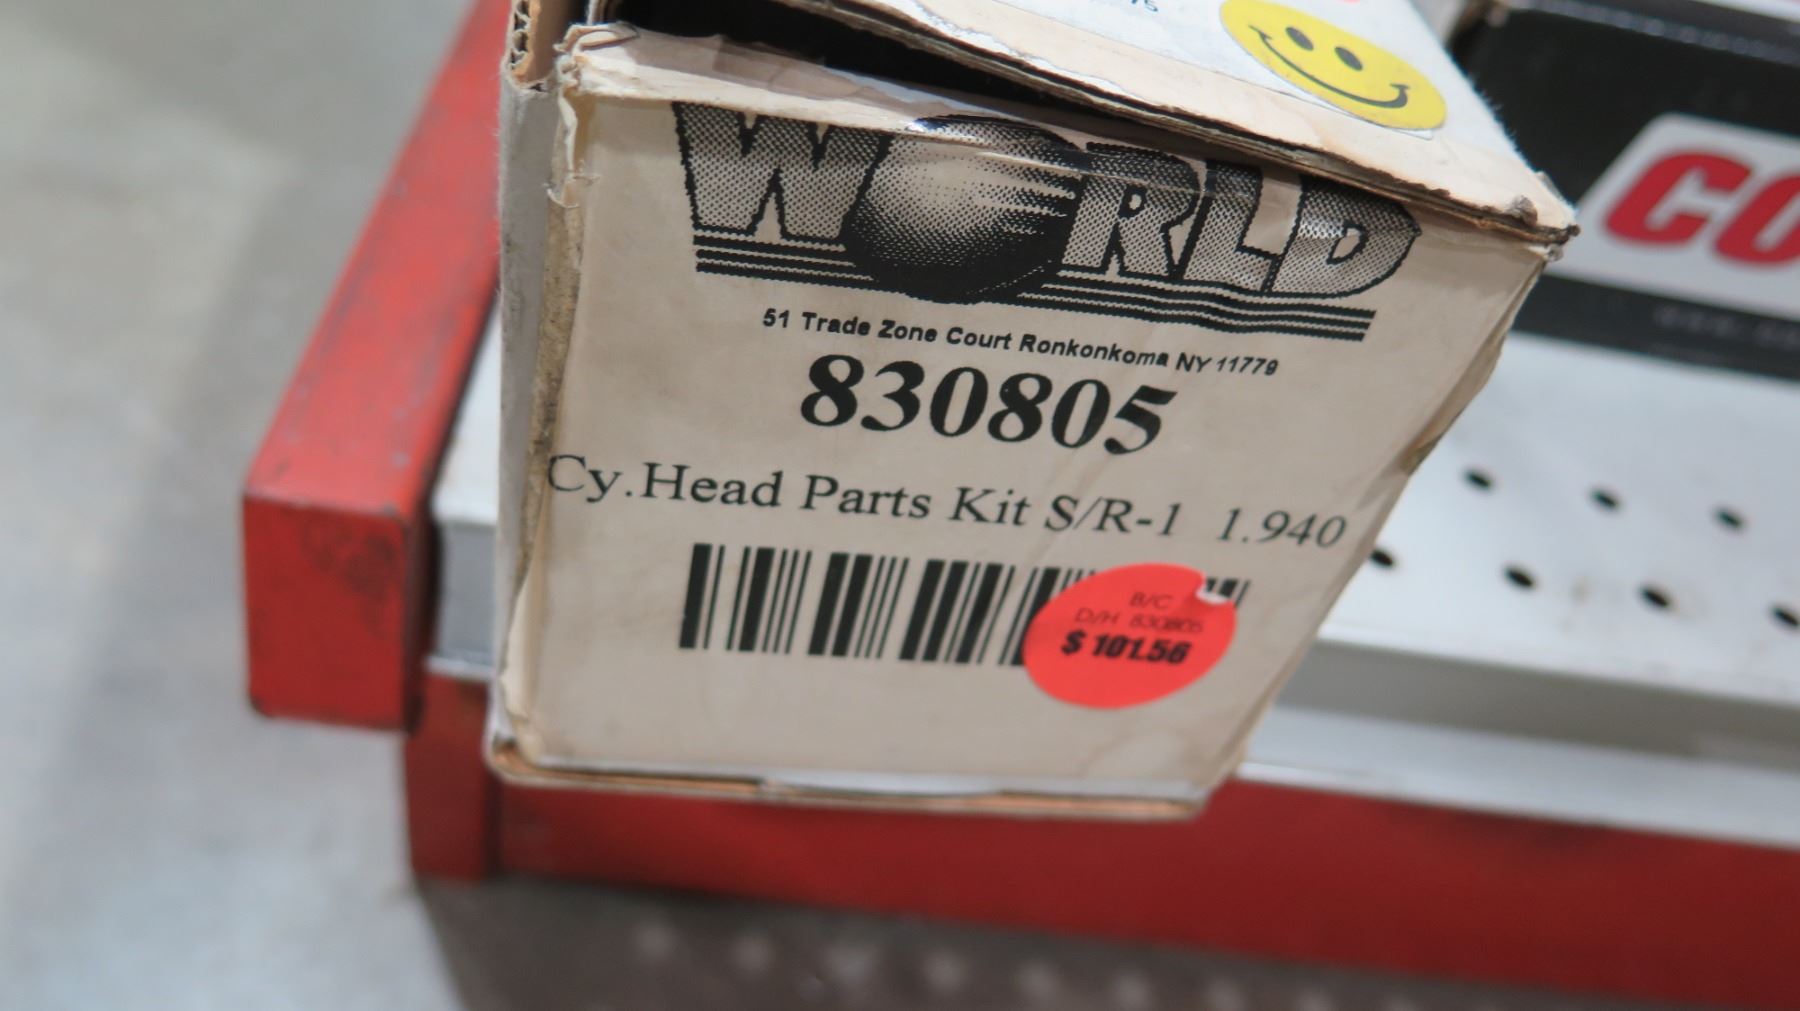 WORLD
51 Trade Zone Court Ronkonkoma NY 11779
830805
Cy.Head Parts Kit S/R-1 1.940
B/C
D/H 830805
$ 101.56
CO